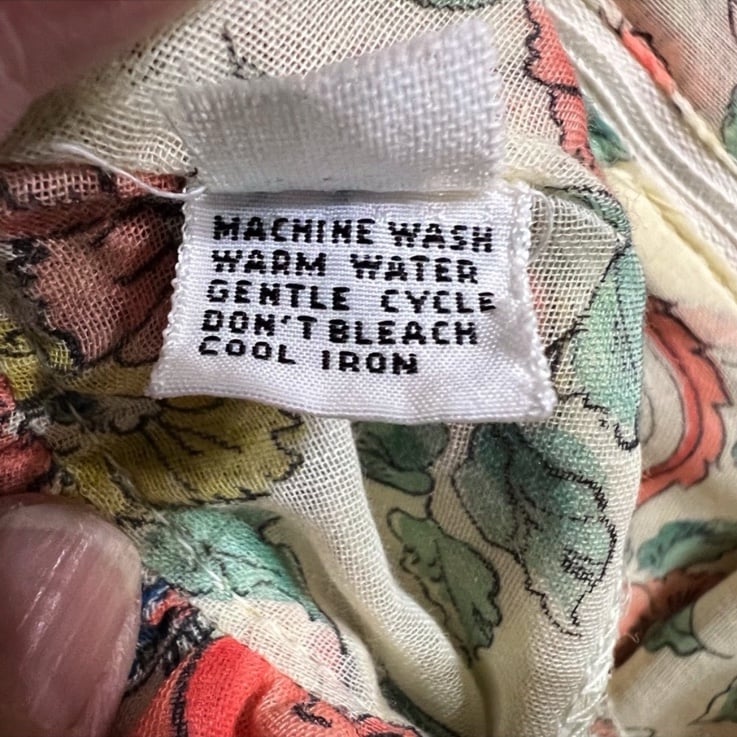 MACHINE WASH
WARM WATER
GENTLE CYCLE
DON'T BLEACH
COOL IRON